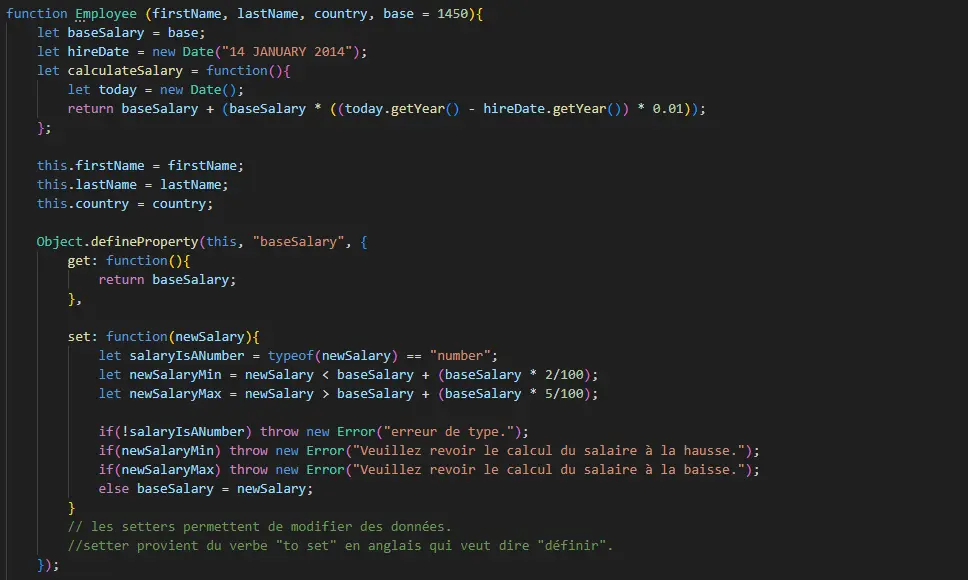 function Employee (firstName, lastName, country, base = 1450){
    let baseSalary = base;
    let hireDate = new Date("14 JANUARY 2014");
    let calculateSalary = function(){
        let today = new Date();
        return baseSalary + (baseSalary * ((today.getYear() - hireDate.getYear()) * 0.01));
    };

    this.firstName = firstName;
    this.lastName = lastName;
    this.country = country;

    Object.defineProperty(this, "baseSalary", {
        get: function(){
            return baseSalary;
        },

        set: function(newSalary){
            let salaryIsANumber = typeof(newSalary) == "number";
            let newSalaryMin = newSalary < baseSalary + (baseSalary * 2/100);
            let newSalaryMax = newSalary > baseSalary + (baseSalary * 5/100);

            if(!salaryIsANumber) throw new Error("erreur de type.");
            if(newSalaryMin) throw new Error("Veuillez revoir le calcul du salaire à la hausse.");
            if(newSalaryMax) throw new Error("Veuillez revoir le calcul du salaire à la baisse.");
            else baseSalary = newSalary;
        }
        // les setters permettent de modifier des données.
        //setter provient du verbe "to set" en anglais qui veut dire "définir".
    });